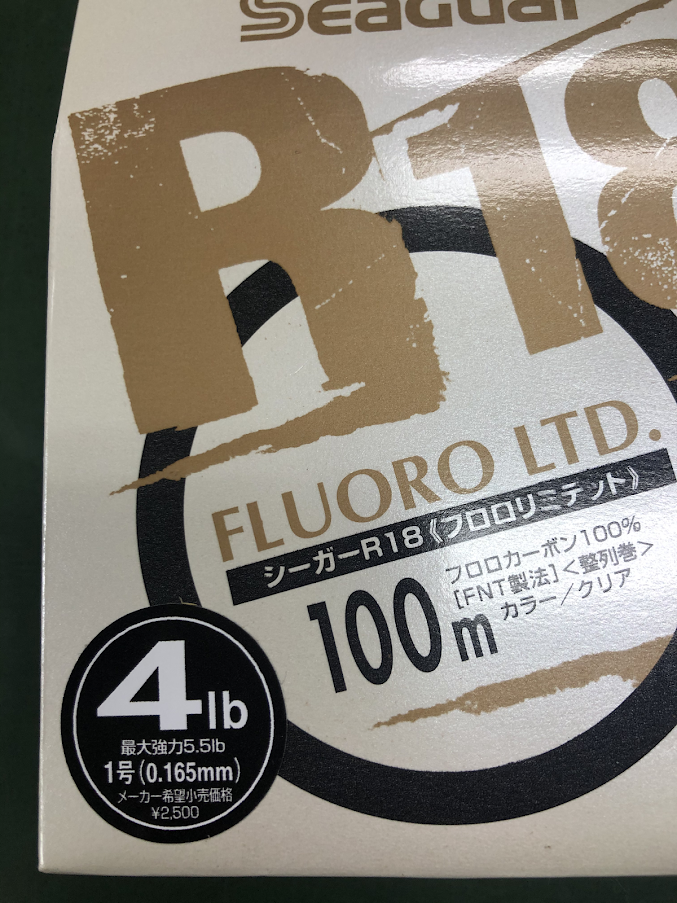 Seaguar
R18
FLUORO LTD.
シーガーR18《フロロリミテッド》
100m
フロロカーボン100%
[FNT製法]<整列巻>
カラー/クリア
4lb
最大強力5.5lb
1号(0.165mm)
メーカー希望小売価格
¥2,500